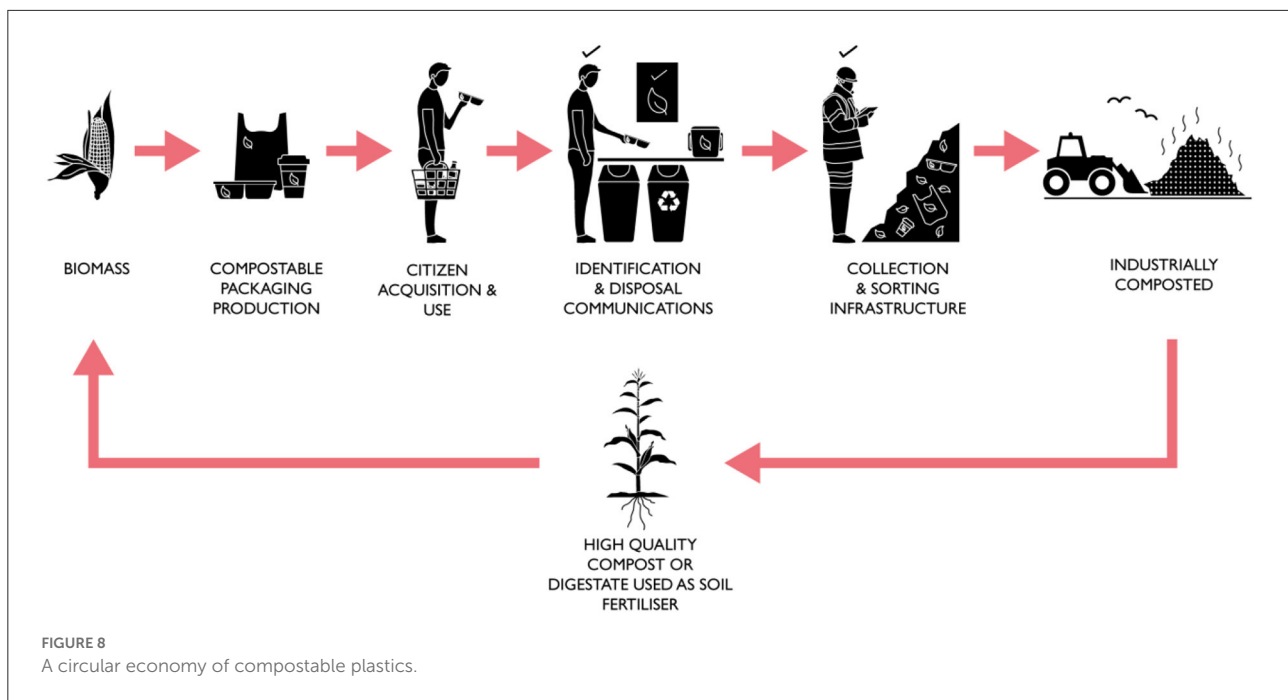 BIOMASS
COMPOSTABLE
PACKAGING
PRODUCTION
CITIZEN
ACQUISITION &
USE
IDENTIFICATION
& DISPOSAL
COMMUNICATIONS
COLLECTION
& SORTING
INFRASTRUCTURE
INDUSTRIALLY
COMPOSTED
HIGH QUALITY
COMPOST OR
DIGESTATE USED AS SOIL
FERTILISER
FIGURE 8
A circular economy of compostable plastics.